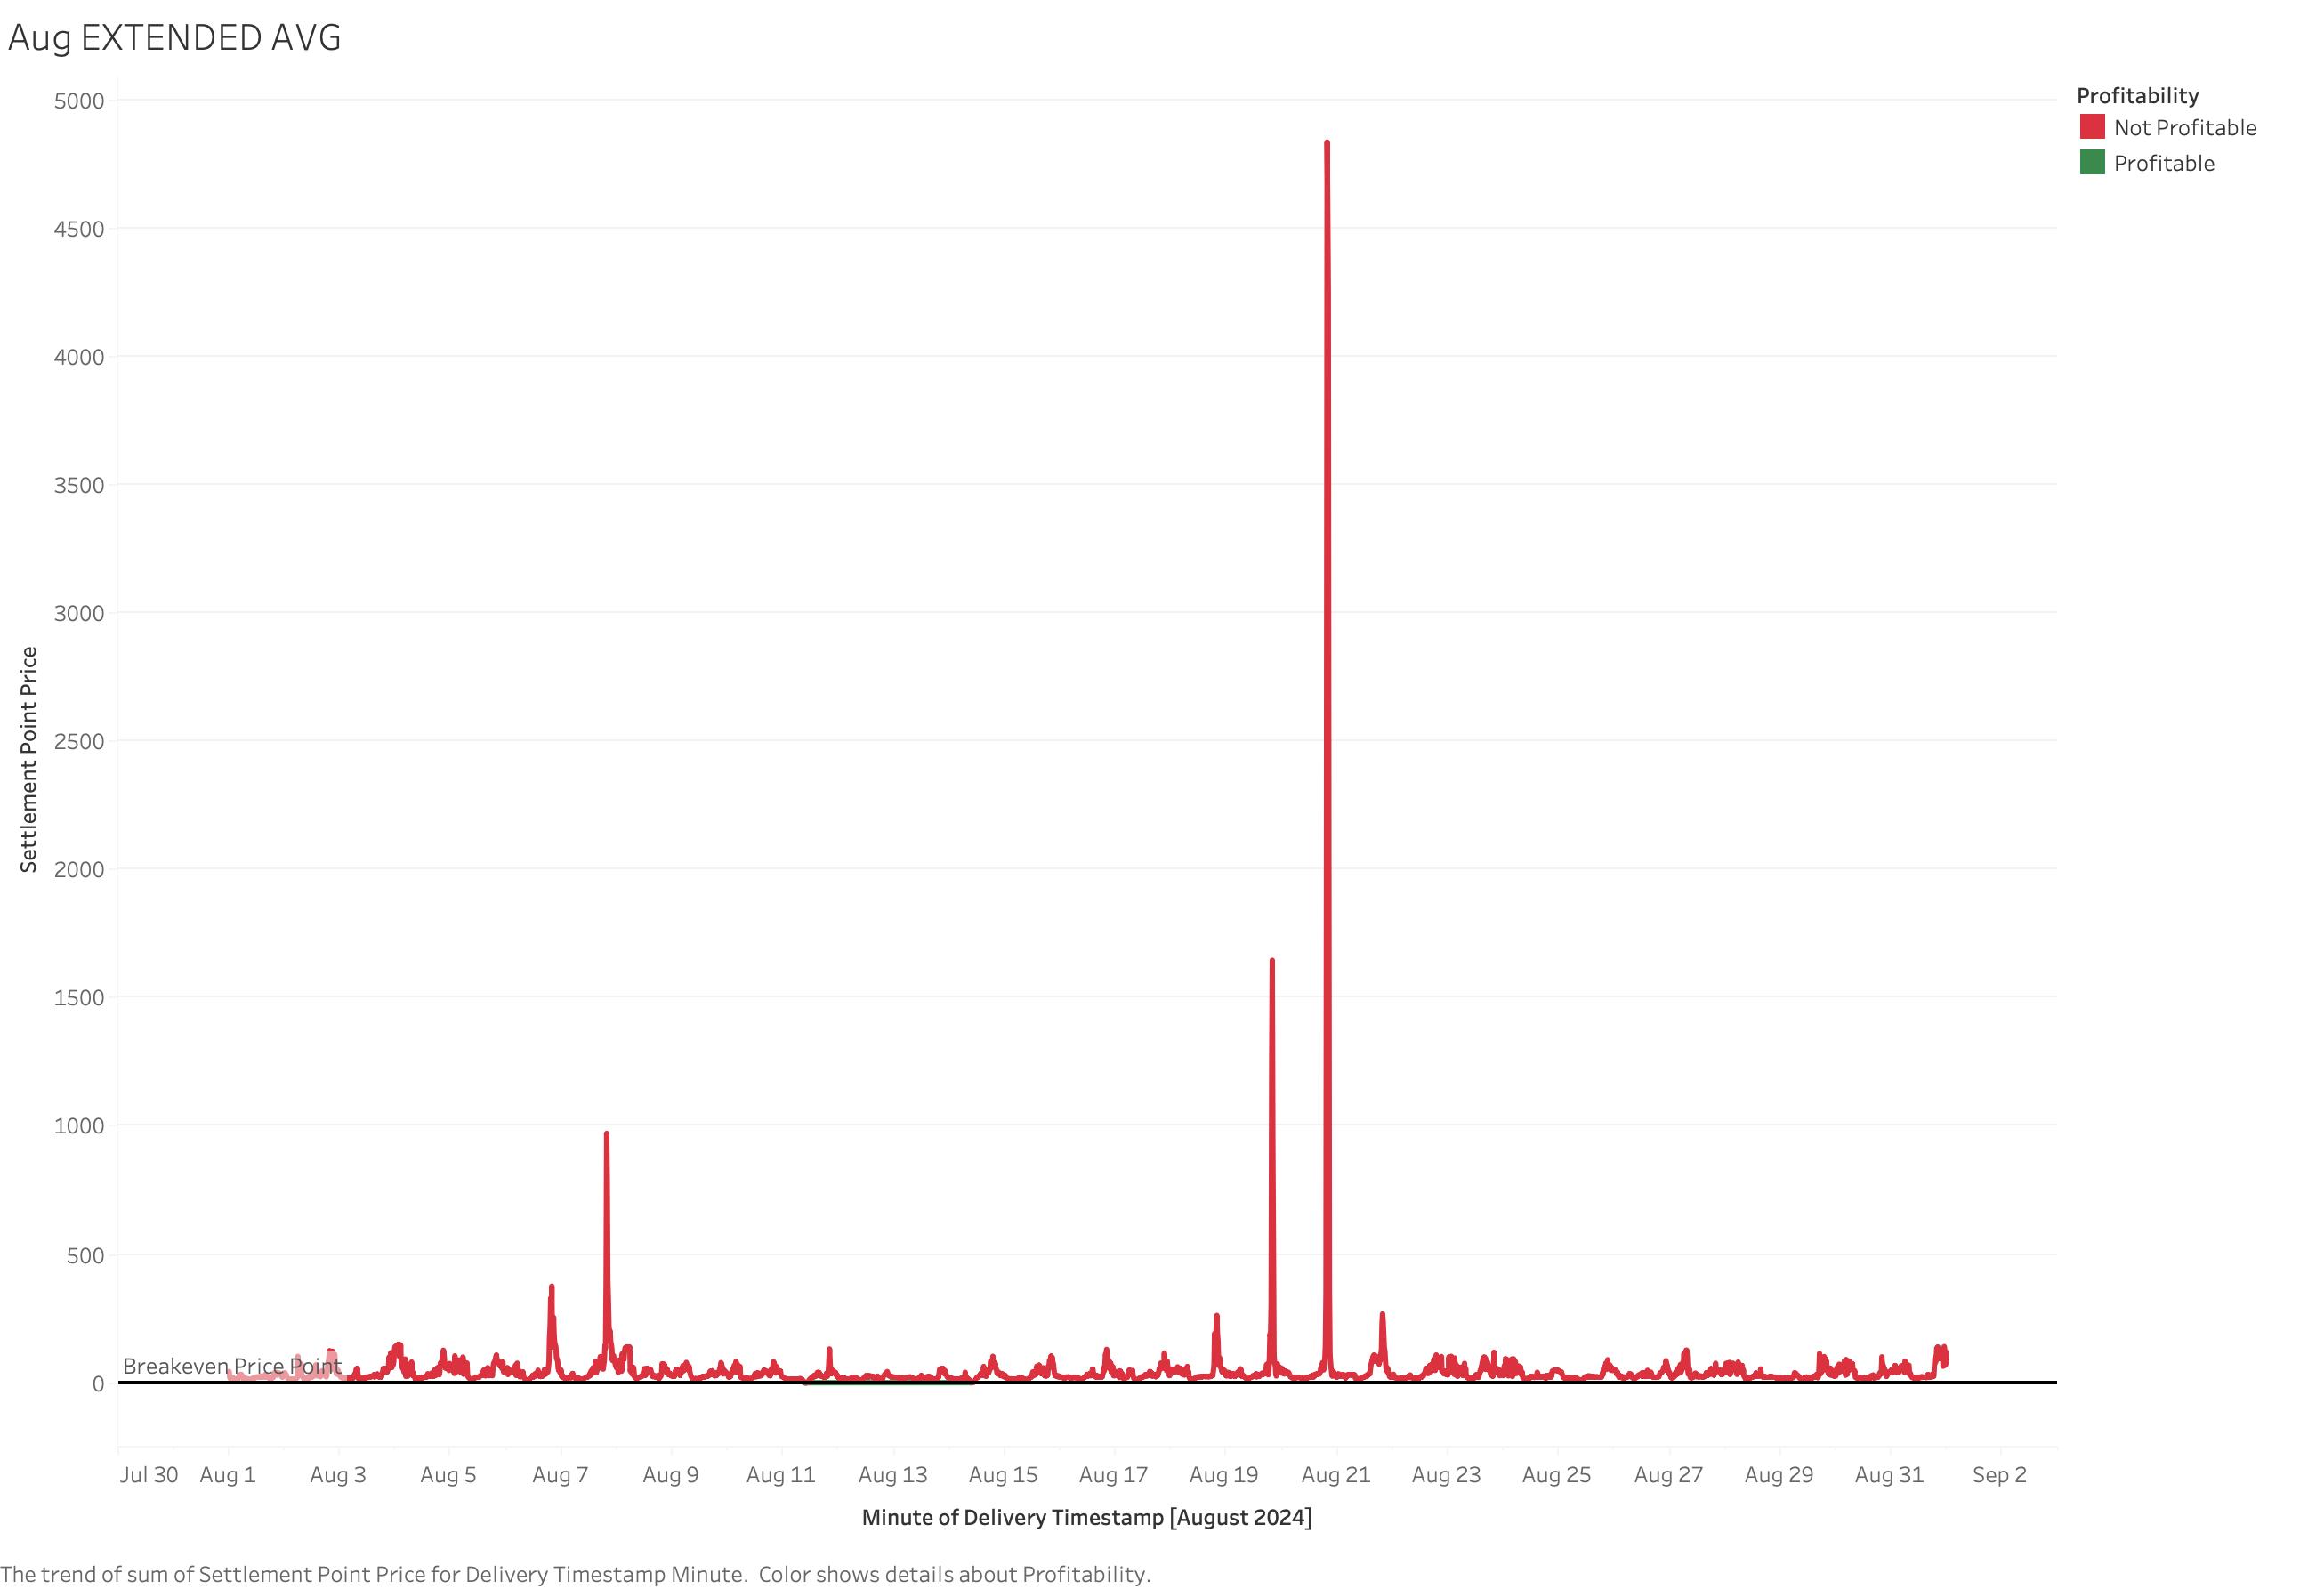 Aug EXTENDED AVG
Profitability
Not Profitable
Profitable
5000
4500
4000
3500
3000
2500
2000
1500
1000
500
0
Settlement Point Price
Breakeven Price Point
Jul 30 Aug 1 Aug 3 Aug 5 Aug 7 Aug 9 Aug 11 Aug 13 Aug 15 Aug 17 Aug 19 Aug 21 Aug 23 Aug 25 Aug 27 Aug 29 Aug 31 Sep 2
Minute of Delivery Timestamp [August 2024]
The trend of sum of Settlement Point Price for Delivery Timestamp Minute.  Color shows details about Profitability.